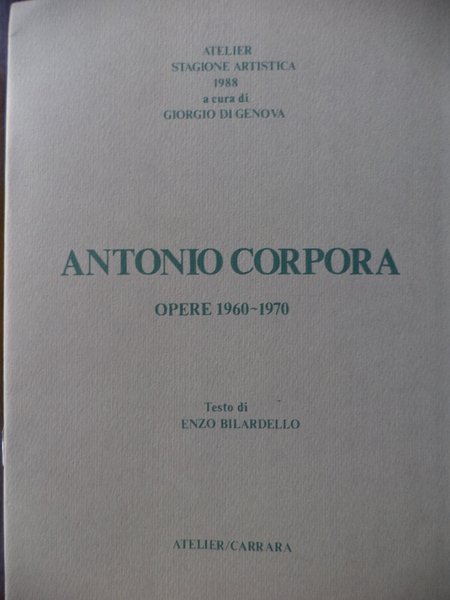 ATELIER
STAGIONE ARTISTICA
1988
a cura di
GIORGIO DI GENOVA
ANTONIO CORPORA
OPERE 1960-1970
Testo di
ENZO BILARDELLO
ATELIER/CARRARA